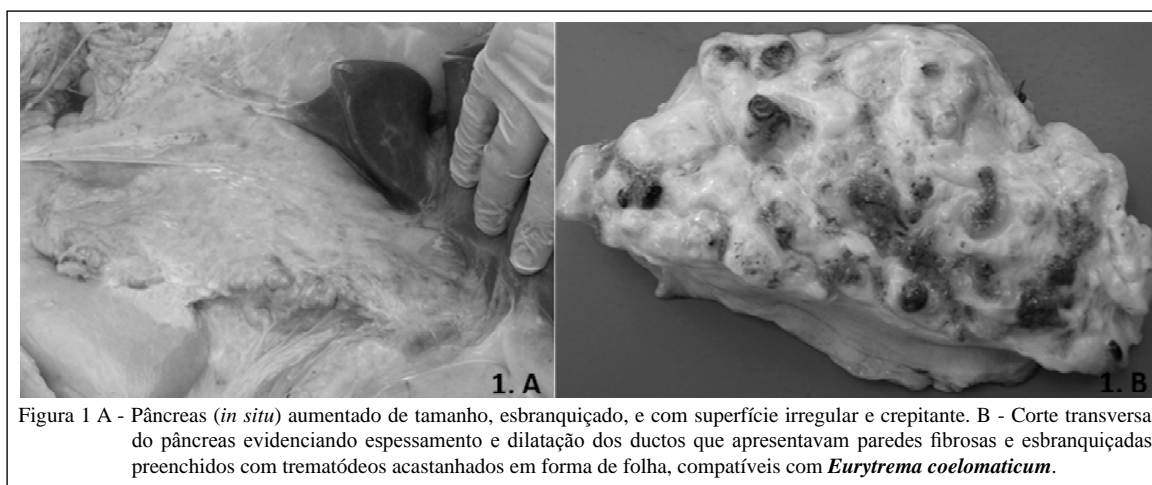 1. A
1. B
Figura 1 A - Pâncreas (in situ) aumentado de tamanho, esbranquiçado, e com superfície irregular e crepitante. B - Corte transversa
do pâncreas evidenciando espessamento e dilatação dos ductos que apresentavam paredes fibrosas e esbranquiçadas
preenchidos com trematódeos acastanhados em forma de folha, compatíveis com Eurytrema coelomaticum.